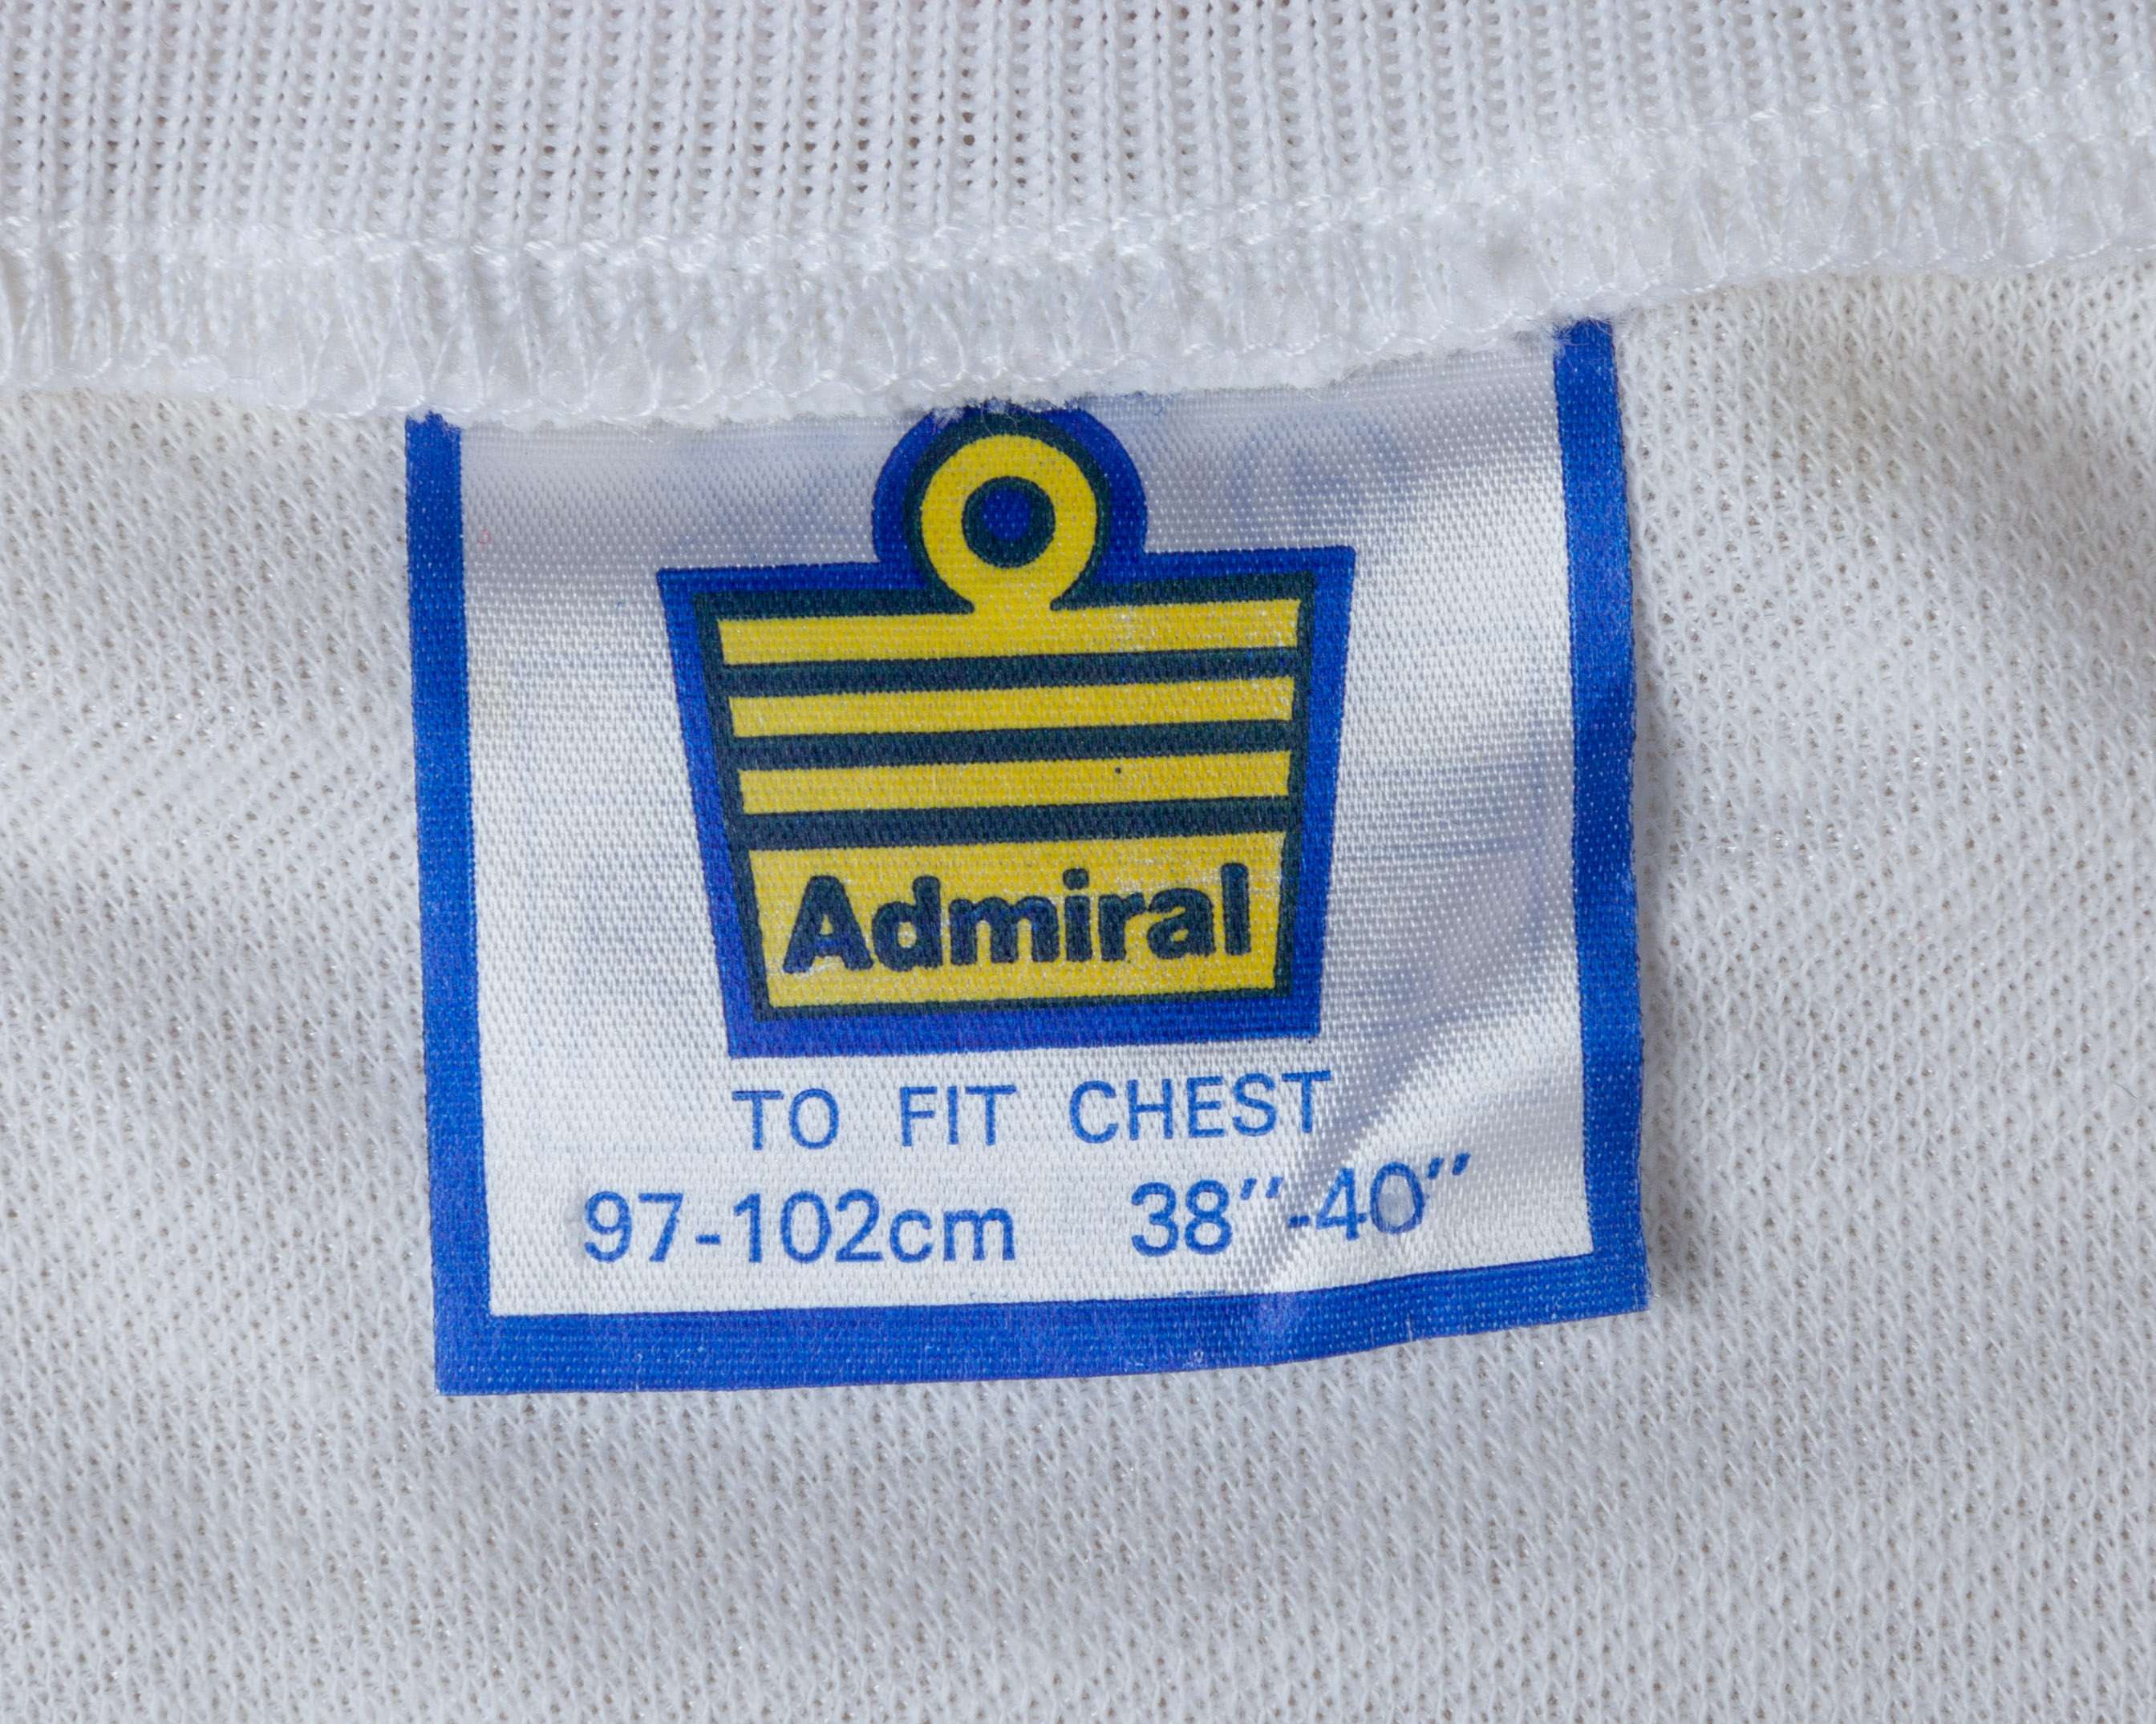 Admiral
TO FIT CHEST
97-102cm 38"-40"